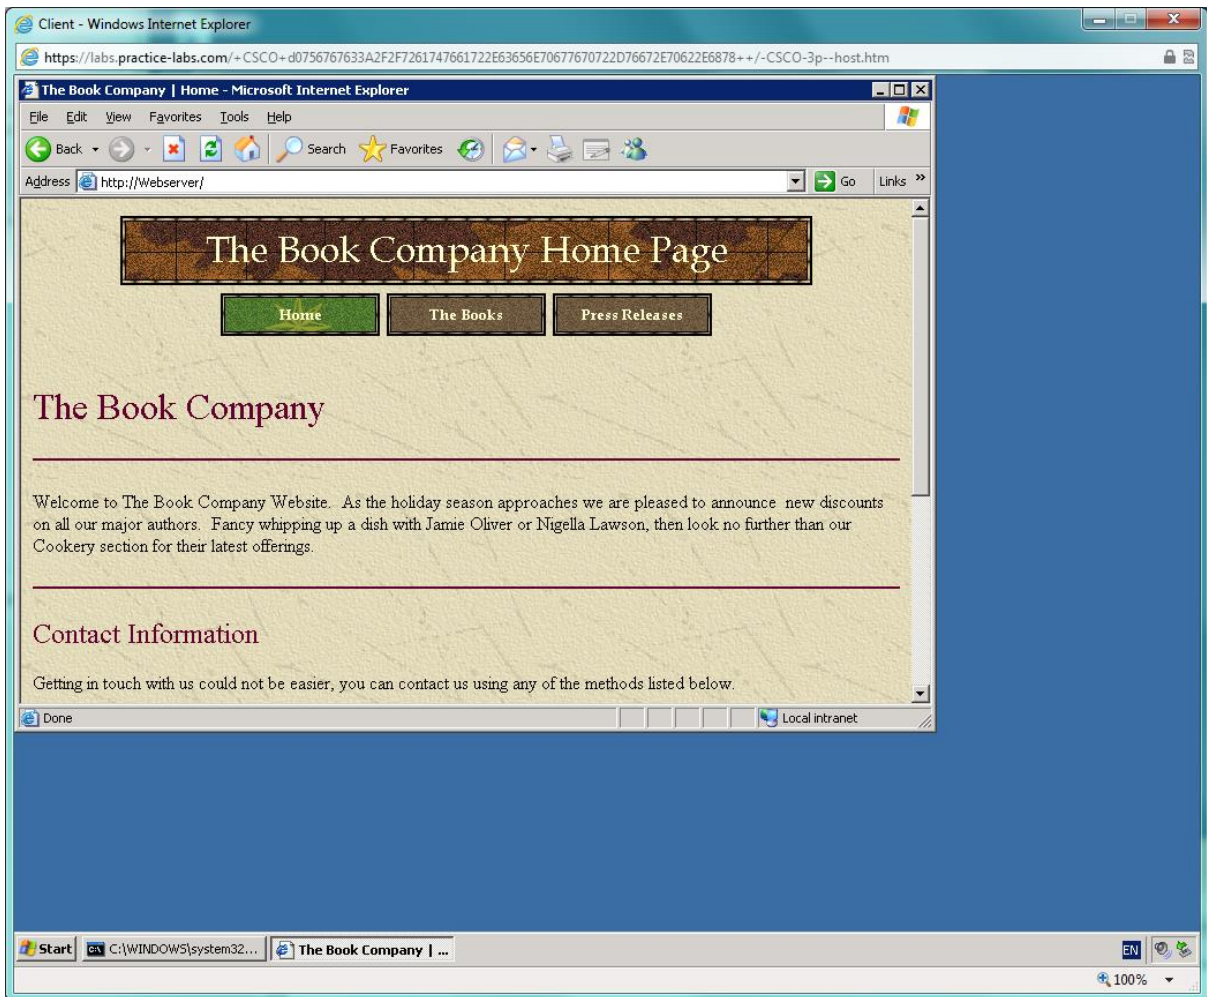 Client - Windows Internet Explorer
https://labs.practice-labs.com/+CSCO+d0756767633A2F2F7261747661722E63656E70677670722D76672E70622E6878++/-CSCO-3p--host.htm
The Book Company | Home - Microsoft Internet Explorer
File Edit View Favorites Tools Help
Back Search Favorites
Address http://Webserver/ Go Links »
The Book Company Home Page
Home The Books Press Releases
The Book Company
Welcome to The Book Company Website. As the holiday season approaches we are pleased to announce new discounts
on all our major authors. Fancy whipping up a dish with Jamie Oliver or Nigella Lawson, then look no further than our
Cookery section for their latest offerings.
Contact Information
Getting in touch with us could not be easier, you can contact us using any of the methods listed below.
Done Local intranet
Start C:\WINDOWS\system32... The Book Company | ... EN
100%